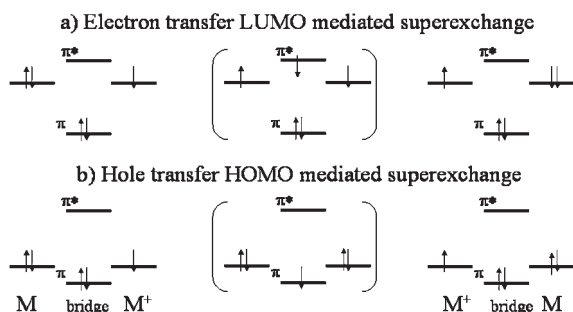 a) Electron transfer LUMO mediated superexchange
π* π* π*
π π π
b) Hole transfer HOMO mediated superexchange
π* π* π*
π π π
M bridge M⁺ M⁺ bridge M